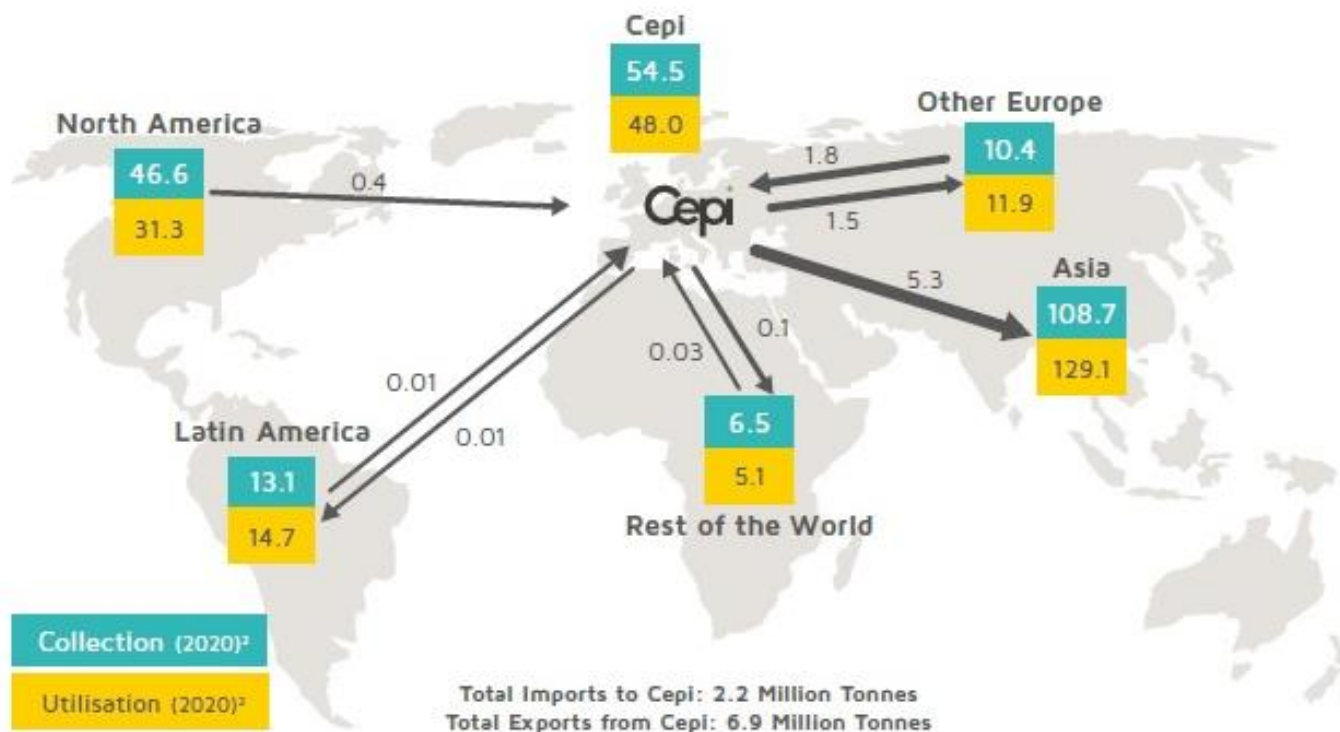 Cepi
54.5
48.0
North America
46.6
31.3
0.4
Other Europe
10.4
11.9
1.8
1.5
Cepi
Asia
108.7
129.1
5.3
0.1
0.03
0.01
0.01
6.5
5.1
Rest of the World
Latin America
13.1
14.7
Collection (2020)²
Utilisation (2020)²
Total Imports to Cepi: 2.2 Million Tonnes
Total Exports from Cepi: 6.9 Million Tonnes